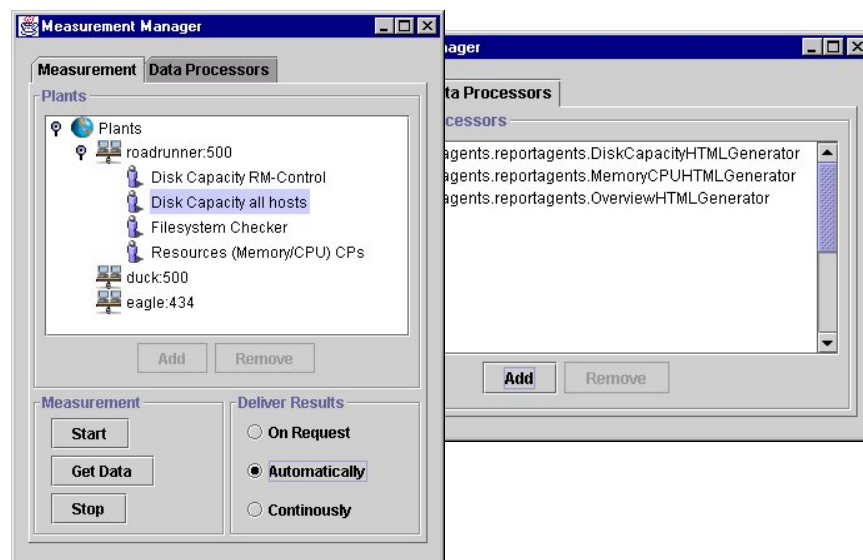 Measurement Manager
Measurement
Data Processors
Plants
Plants
roadrunner:500
Disk Capacity RM-Control
Disk Capacity all hosts
Filesystem Checker
Resources (Memory/CPU) CPs
duck:500
eagle:434
Add
Remove
Measurement
Start
Get Data
Stop
Deliver Results
On Request
Automatically
Continously
ager
ta Processors
cessors
agents.reportagents.DiskCapacityHTMLGenerator
agents.reportagents.MemoryCPUHTMLGenerator
agents.reportagents.OverviewHTMLGenerator
Add
Remove